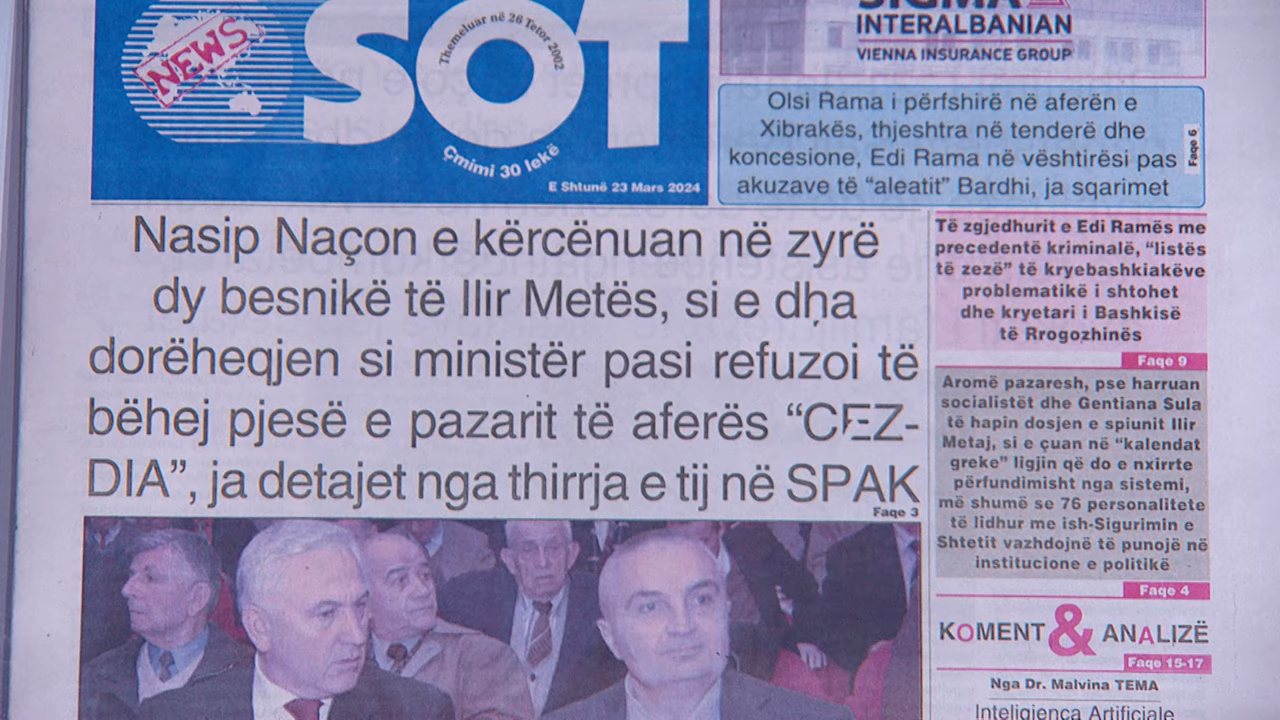 NEWS
SOT
Themeluar në 26 Tetor 2002
Çmimi 30 lekë
E Shtunë 23 Mars 2024
SIGMA
INTERALBANIAN
VIENNA INSURANCE GROUP
Olsi Rama i përfshirë në aferën e
Xibrakës, thjeshtra në tenderë dhe
koncesione, Edi Rama në vështirësi pas
akuzave të “aleatit” Bardhi, ja sqarimet
Faqe 6
Nasip Naçon e kërcënuan në zyrë
dy besnikë të Ilir Metës, si e dha
dorëheqjen si ministër pasi refuzoi të
bëhej pjesë e pazarit të aferës “CEZ-
DIA”, ja detajet nga thirrja e tij në SPAK
Faqe 3
Të zgjedhurit e Edi Ramës me
precedentë kriminalë, “listës
të zezë” të kryebashkiakëve
problematikë i shtohet
dhe kryetari i Bashkisë
të Rrogozhinës
Faqe 9
Aromë pazaresh, pse harruan
socialistët dhe Gentiana Sula
të hapin dosjen e spiunit Ilir
Metaj, si e çuan në “kalendat
greke” ligjin që do e nxirrte
përfundimisht nga sistemi,
më shumë se 76 personalitete
të lidhur me ish-Sigurimin e
Shtetit vazhdojnë të punojë në
institucione e politikë
Faqe 4
KOMENT & ANALIZË
Faqe 15-17
Nga Dr. Malvina TEMA
Inteligjenca Artificiale